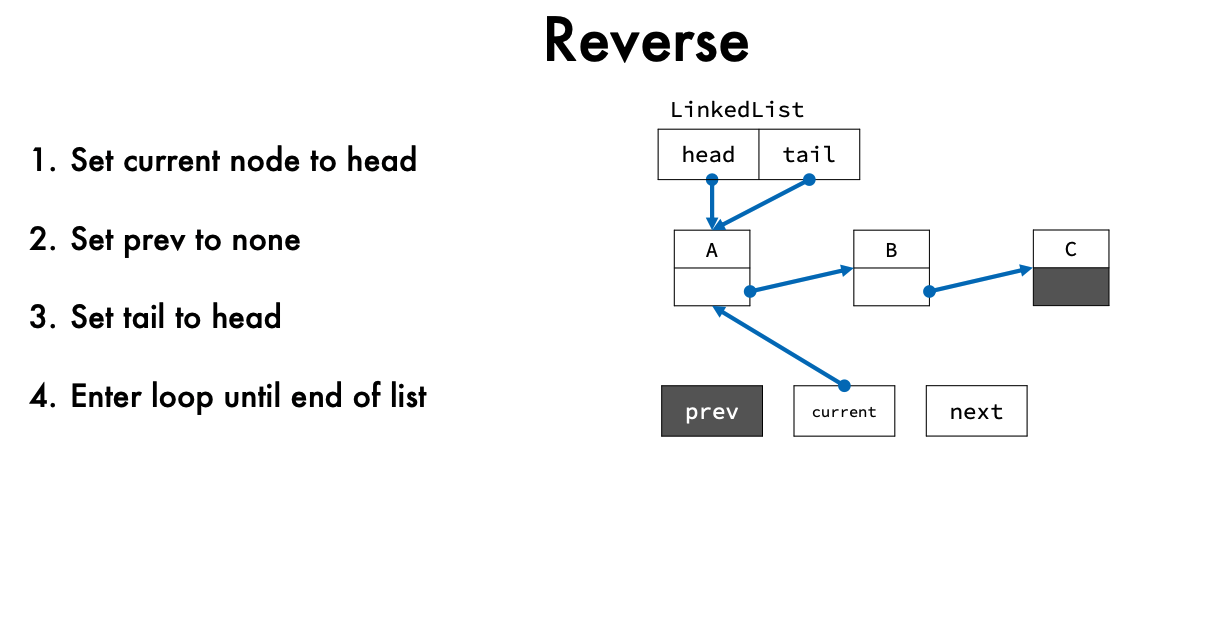 Reverse
1. Set current node to head
2. Set prev to none
3. Set tail to head
4. Enter loop until end of list
LinkedList
head tail
A B C
prev current next